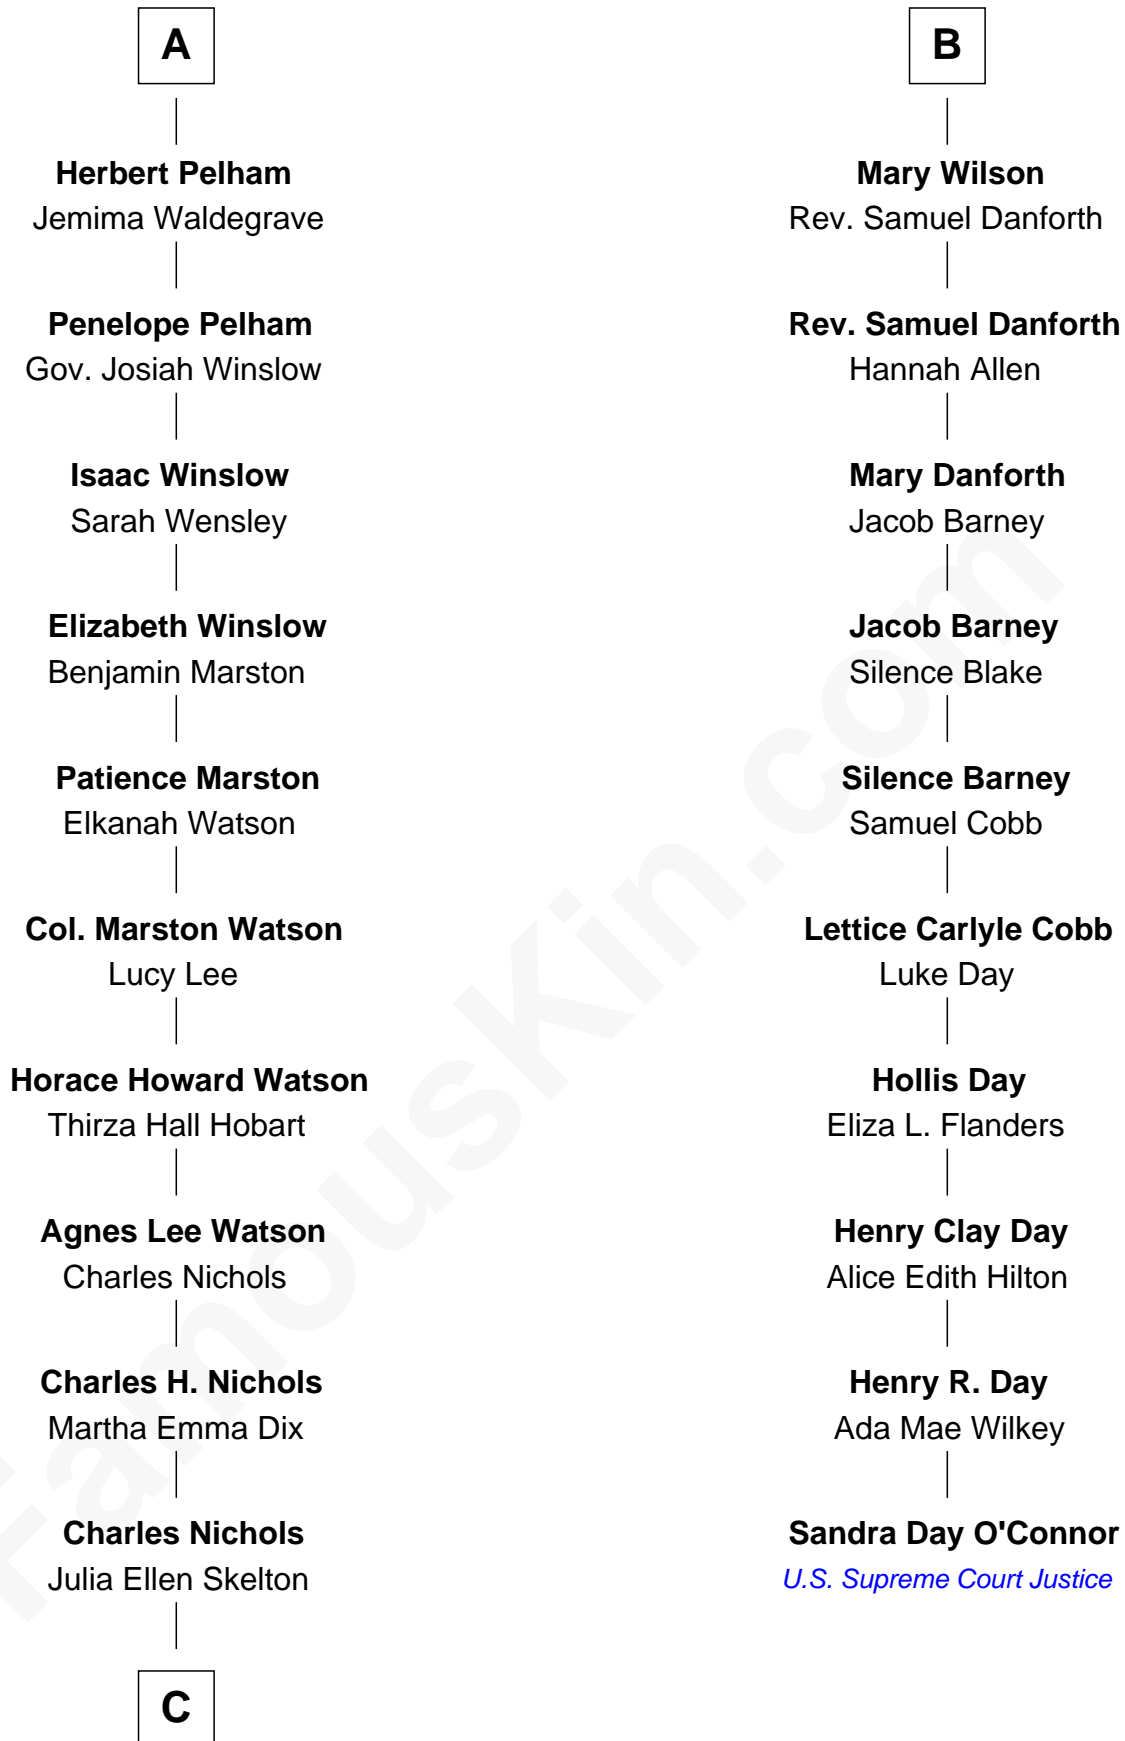 A
Herbert Pelham
Jemima Waldegrave
Penelope Pelham
Gov. Josiah Winslow
Isaac Winslow
Sarah Wensley
Elizabeth Winslow
Benjamin Marston
Patience Marston
Elkanah Watson
Col. Marston Watson
Lucy Lee
Horace Howard Watson
Thirza Hall Hobart
Agnes Lee Watson
Charles Nichols
Charles H. Nichols
Martha Emma Dix
Charles Nichols
Julia Ellen Skelton
C
B
Mary Wilson
Rev. Samuel Danforth
Rev. Samuel Danforth
Hannah Allen
Mary Danforth
Jacob Barney
Jacob Barney
Silence Blake
Silence Barney
Samuel Cobb
Lettice Carlyle Cobb
Luke Day
Hollis Day
Eliza L. Flanders
Henry Clay Day
Alice Edith Hilton
Henry R. Day
Ada Mae Wilkey
Sandra Day O'Connor
U.S. Supreme Court Justice
FamousKin.com